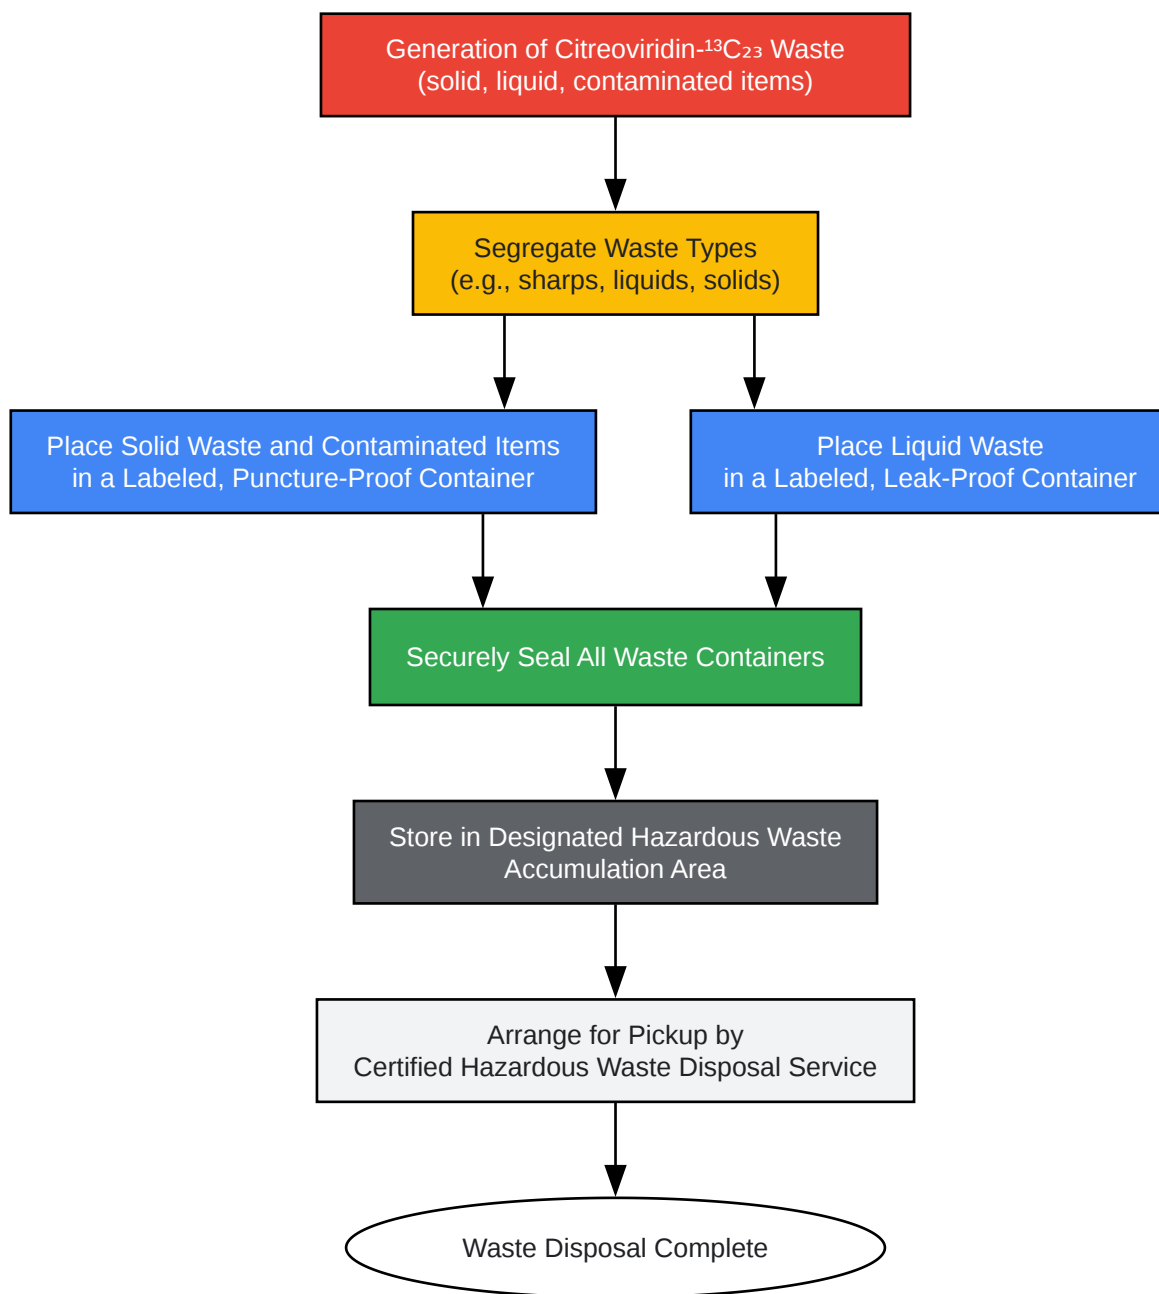 Generation of Citreoviridin-¹³C₂₃ Waste
(solid, liquid, contaminated items)
Segregate Waste Types
(e.g., sharps, liquids, solids)
Place Solid Waste and Contaminated Items
in a Labeled, Puncture-Proof Container
Place Liquid Waste
in a Labeled, Leak-Proof Container
Securely Seal All Waste Containers
Store in Designated Hazardous Waste
Accumulation Area
Arrange for Pickup by
Certified Hazardous Waste Disposal Service
Waste Disposal Complete